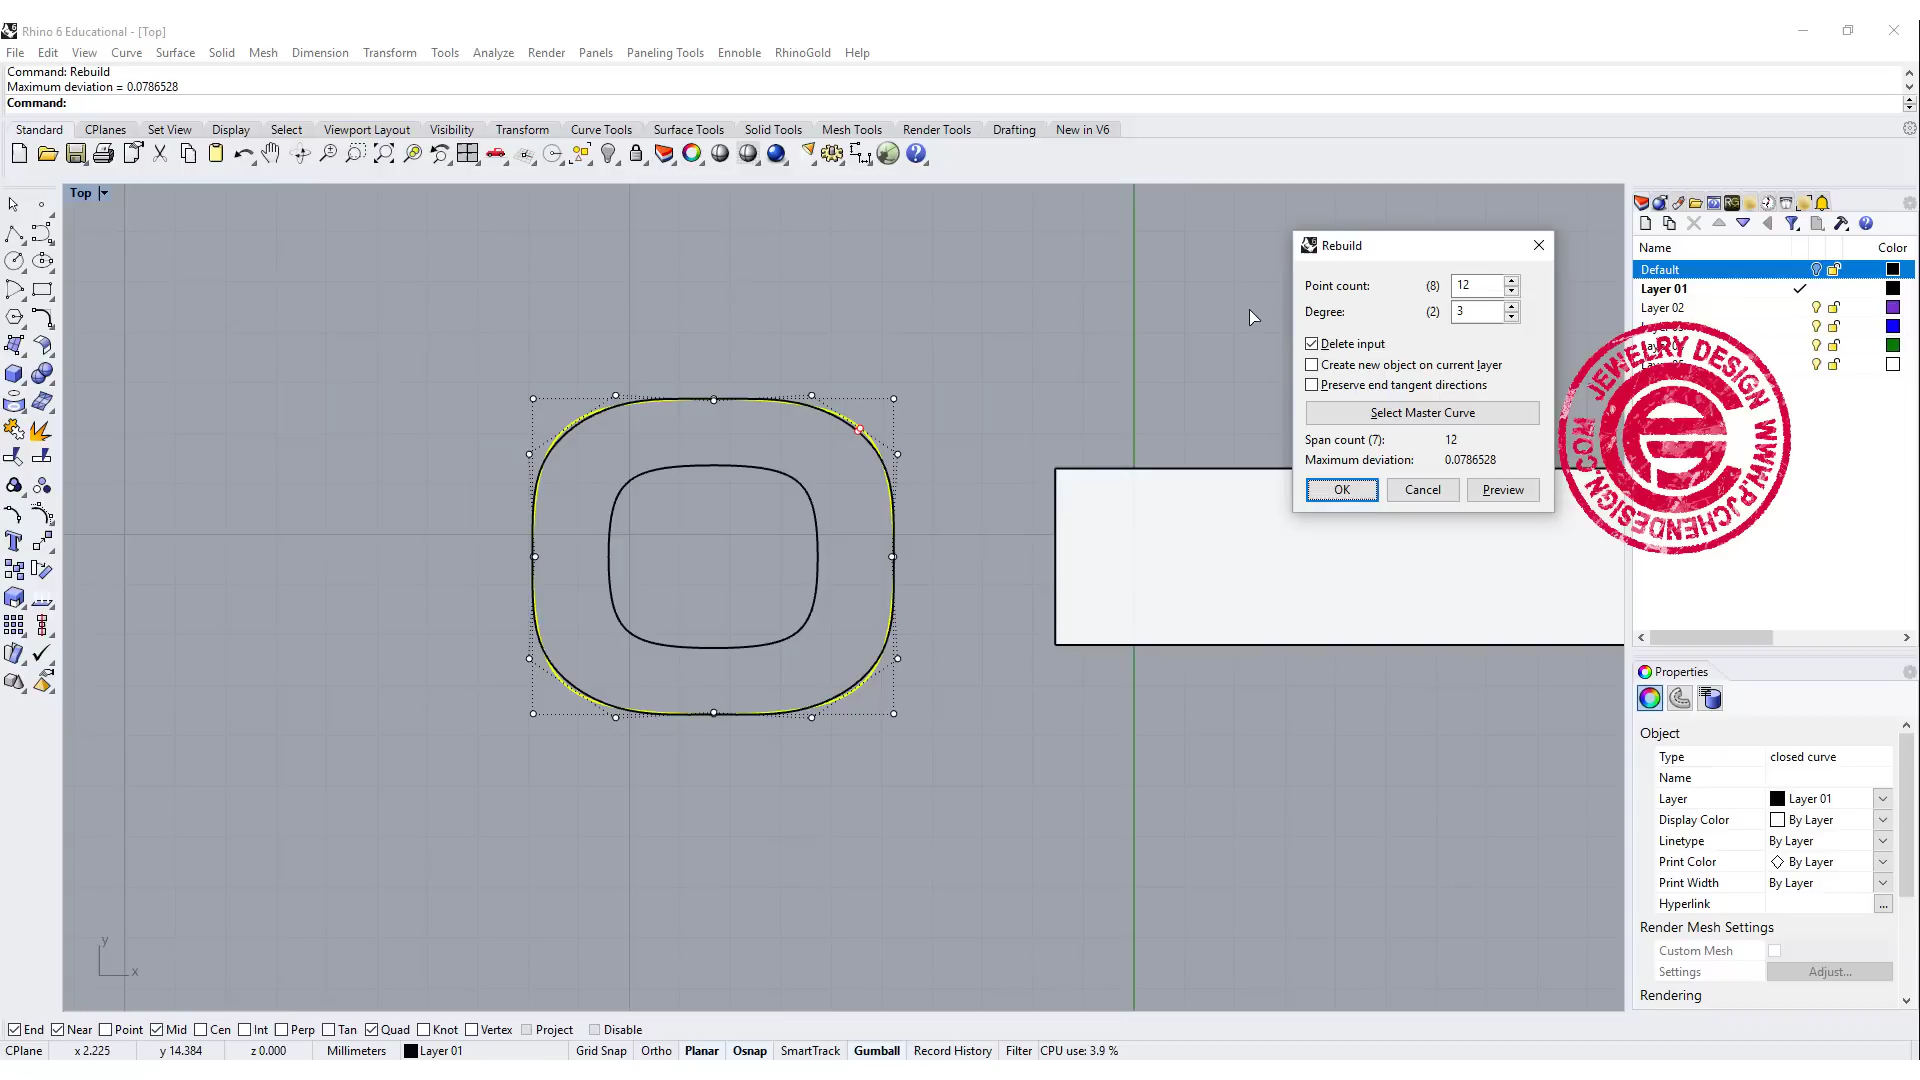 Rhino 6 Educational - [Top]
File Edit View Curve Surface Solid Mesh Dimension Transform Tools Analyze Render Panels Paneling Tools Ennoble RhinoGold Help
Command: Rebuild
Maximum deviation = 0.0786528
Command:
Standard CPlanes Set View Display Select Viewport Layout Visibility Transform Curve Tools Surface Tools Solid Tools Mesh Tools Render Tools Drafting New in V6
Top
Rebuild
Point count: (8) 12
Degree: (2) 3
Delete input
Create new object on current layer
Preserve end tangent directions
Select Master Curve
Span count (7): 12
Maximum deviation: 0.0786528
OK Cancel Preview
Name Color
Default
Layer 01
Layer 02
JEWELRY DESIGN WWW.PJCHENDESIGN.COM
Properties
Object
Type closed curve
Name
Layer Layer 01
Display Color By Layer
Linetype By Layer
Print Color By Layer
Print Width By Layer
Hyperlink ...
Render Mesh Settings
Custom Mesh
Settings Adjust...
Rendering
y
x
End Near Point Mid Cen Int Perp Tan Quad Knot Vertex Project Disable
CPlane x 2.225 y 14.384 z 0.000 Millimeters Layer 01 Grid Snap Ortho Planar Osnap SmartTrack Gumball Record History Filter CPU use: 3.9 %